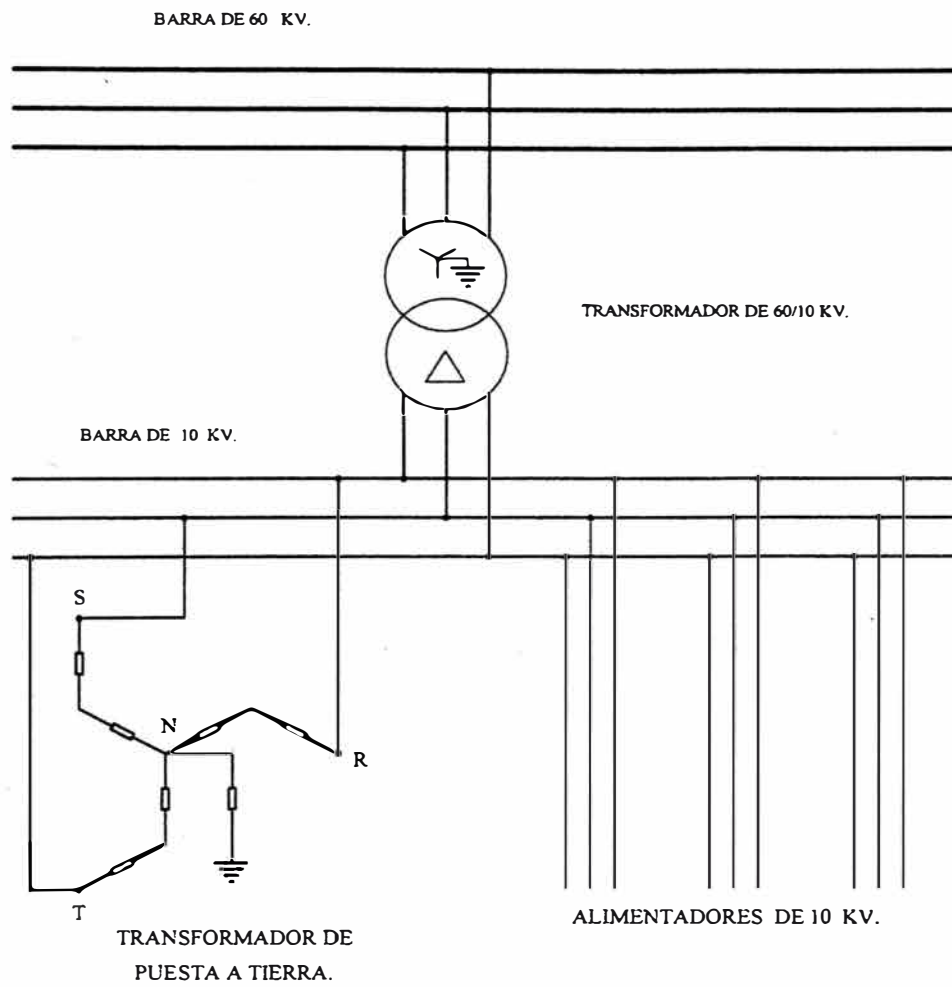 BARRA DE 60 KV.
TRANSFORMADOR DE 60/10 KV.
BARRA DE 10 KV.
S
N
R
T
TRANSFORMADOR DE
PUESTA A TIERRA.
ALIMENTADORES DE 10 KV.